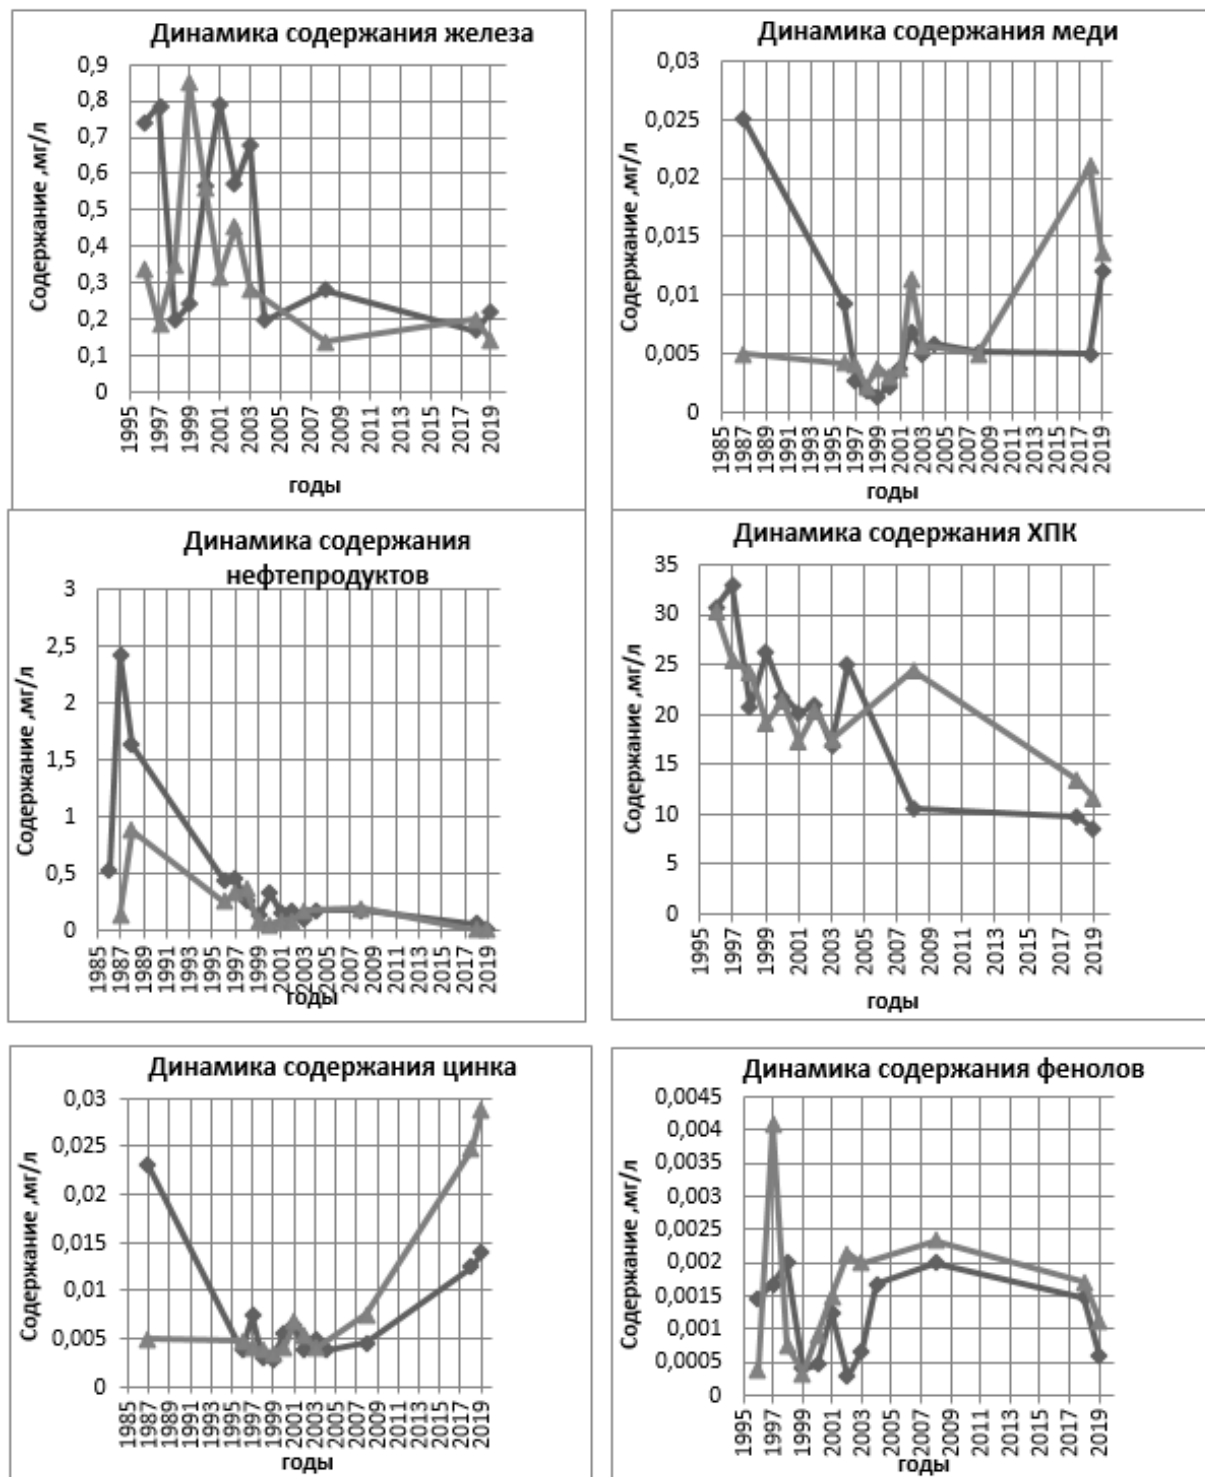 Динамика содержания железа
Содержание ,мг/л
0,9
0,8
0,7
0,6
0,5
0,4
0,3
0,2
0,1
0
1995 1997 1999 2001 2003 2005 2007 2009 2011 2013 2015 2017 2019
годы
Динамика содержания меди
Содержание ,мг/л
0,03
0,025
0,02
0,015
0,01
0,005
0
1985 1987 1989 1991 1993 1995 1997 1999 2001 2003 2005 2007 2009 2011 2013 2015 2017 2019
годы
Динамика содержания
нефтепродуктов
Содержание ,мг/л
3
2,5
2
1,5
1
0,5
0
1985 1987 1989 1991 1993 1995 1997 1999 2001 2003 2005 2007 2009 2011 2013 2015 2017 2019
годы
Динамика содержания ХПК
Содержание ,мг/л
35
30
25
20
15
10
5
0
1995 1997 1999 2001 2003 2005 2007 2009 2011 2013 2015 2017 2019
годы
Динамика содержания цинка
Содержание ,мг/л
0,03
0,025
0,02
0,015
0,01
0,005
0
1985 1987 1989 1991 1993 1995 1997 1999 2001 2003 2005 2007 2009 2011 2013 2015 2017 2019
годы
Динамика содержания фенолов
Содержание ,мг/л
0,0045
0,004
0,0035
0,003
0,0025
0,002
0,0015
0,001
0,0005
0
1995 1997 1999 2001 2003 2005 2007 2009 2011 2013 2015 2017 2019
годы